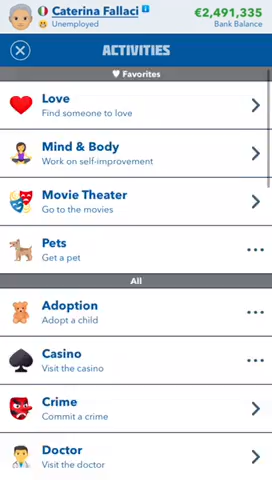 Caterina Fallaci
€2,491,335
Unemployed
Bank Balance
ACTIVITIES
Favorites
Love
Find someone to love
Mind & Body
Work on self-improvement
Movie Theater
Go to the movies
Pets
Get a pet
All
Adoption
Adopt a child
Casino
Visit the casino
Crime
Commit a crime
Doctor
Visit the doctor